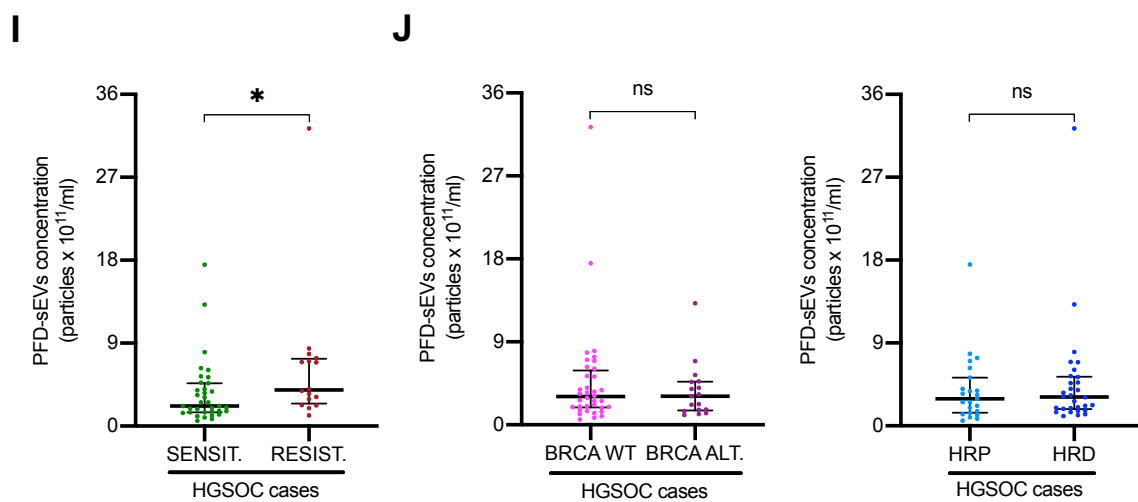 I
J
PFD-sEVs concentration
(particles x 10¹¹/ml)
36
27
18
9
0
*
SENSIT.
RESIST.
HGSOC cases
PFD-sEVs concentration
(particles x 10¹¹/ml)
36
27
18
9
0
ns
BRCA WT
BRCA ALT.
HGSOC cases
PFD-sEVs concentration
(particles x 10¹¹/ml)
36
27
18
9
0
ns
HRP
HRD
HGSOC cases